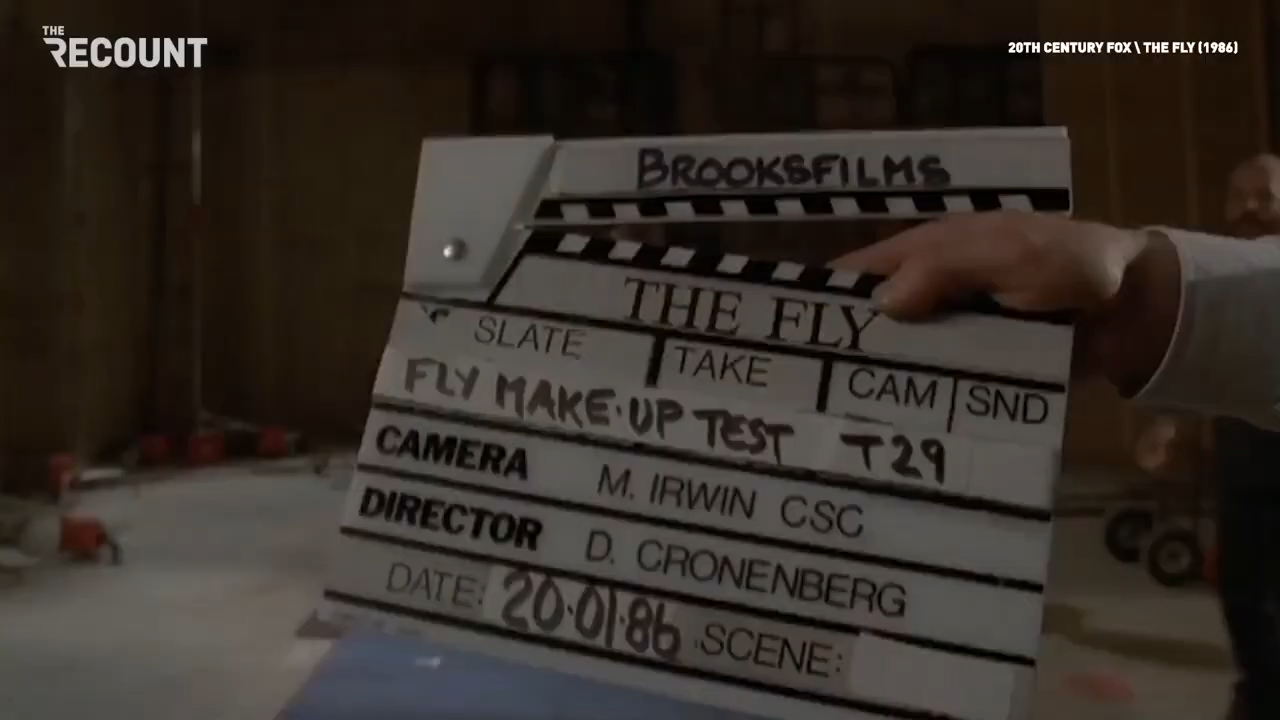 THE
RECOUNT
20TH CENTURY FOX \ THE FLY (1986)
BROOKSFILMS
THE FLY
SLATE TAKE CAM SND
FLY MAKE-UP TEST T29
CAMERA M. IRWIN CSC
DIRECTOR D. CRONENBERG
DATE: 20·01·86 SCENE: